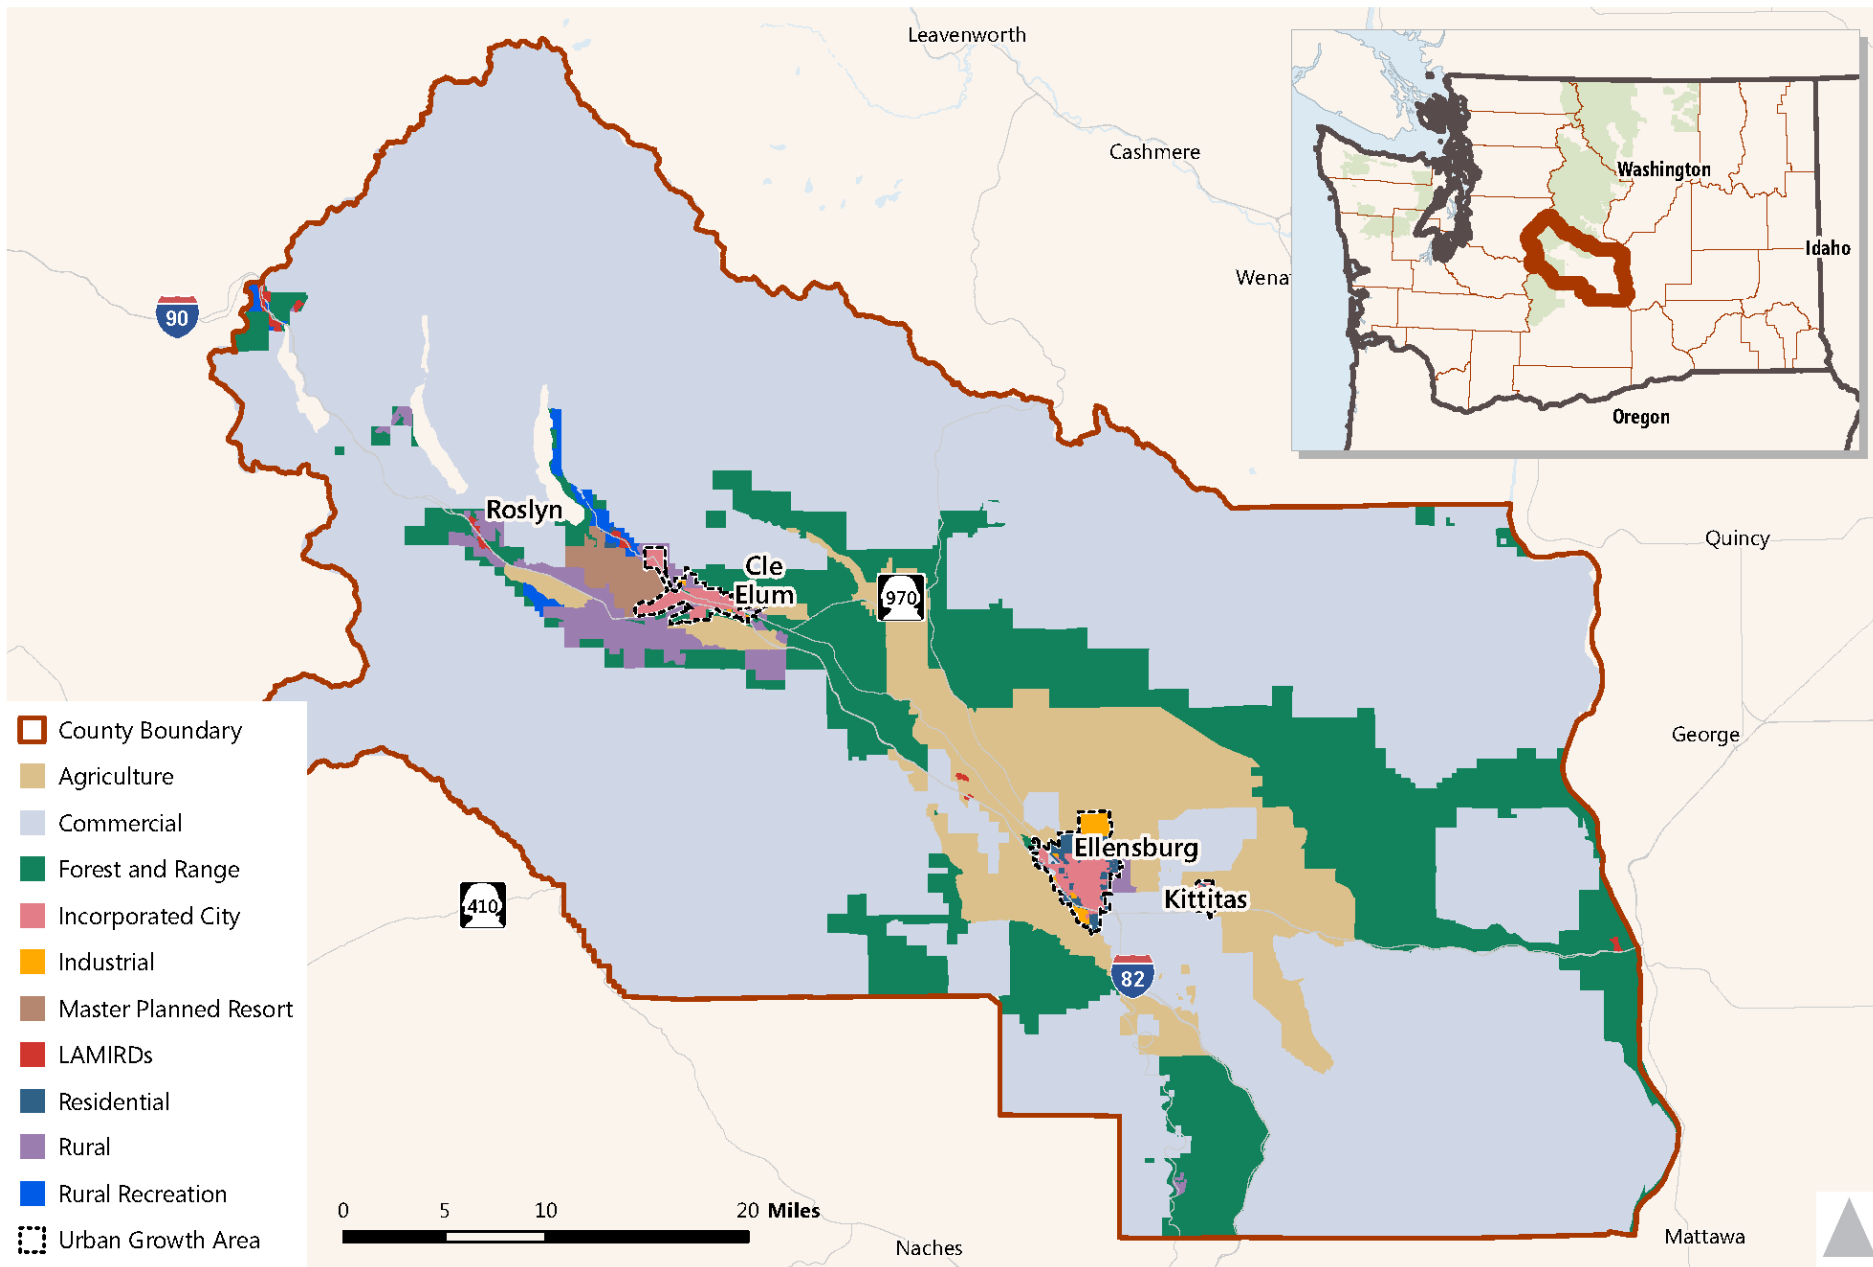 Leavenworth
Cashmere
Wena
Washington
Idaho
Oregon
90
Roslyn
Cle
Elum
970
Quincy
George
Ellensburg
Kittitas
410
82
County Boundary
Agriculture
Commercial
Forest and Range
Incorporated City
Industrial
Master Planned Resort
LAMIRDs
Residential
Rural
Rural Recreation
Urban Growth Area
0 5 10 20 Miles
Naches
Mattawa